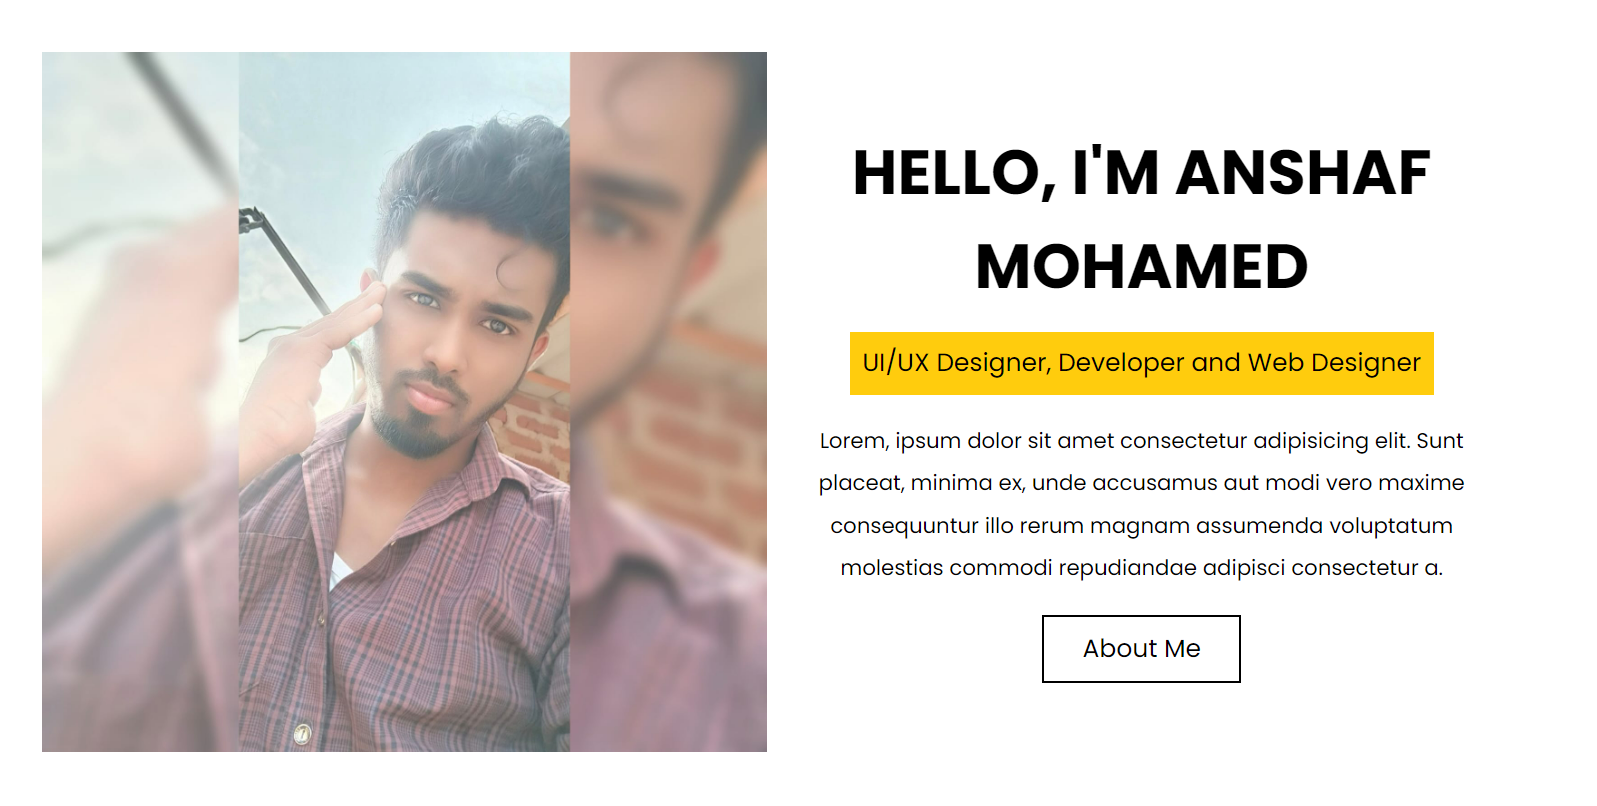 HELLO, I'M ANSHAF
MOHAMED
UI/UX Designer, Developer and Web Designer
Lorem, ipsum dolor sit amet consectetur adipisicing elit. Sunt
placeat, minima ex, unde accusamus aut modi vero maxime
consequuntur illo rerum magnam assumenda voluptatum
molestias commodi repudiandae adipisci consectetur a.
About Me